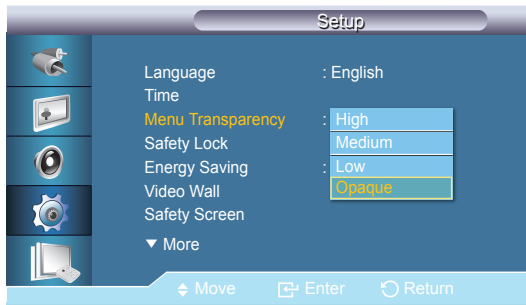 Setup
Language : English
Time
Menu Transparency : High
Safety Lock Medium
Energy Saving : Low
Video Wall Opaque
Safety Screen
▼ More
Move Enter Return